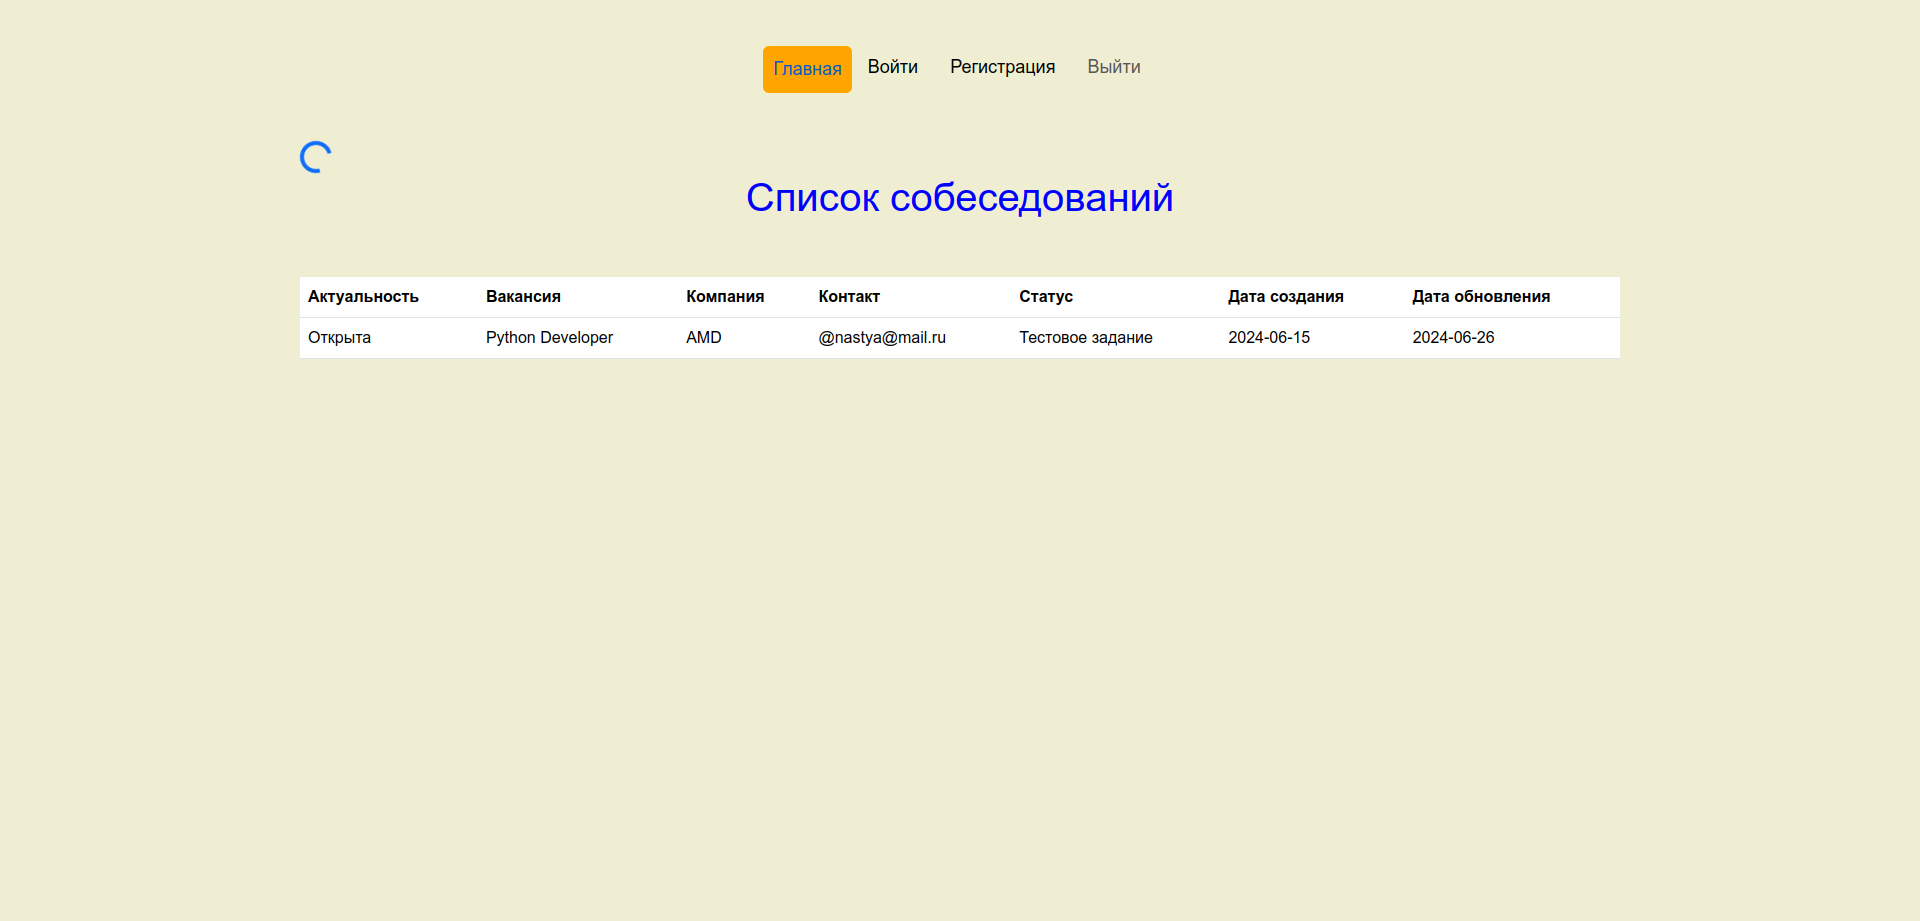 Главная Войти Регистрация Выйти
Список собеседований
Актуальность Вакансия Компания Контакт Статус Дата создания Дата обновления
Открыта Python Developer AMD @nastya@mail.ru Тестовое задание 2024-06-15 2024-06-26